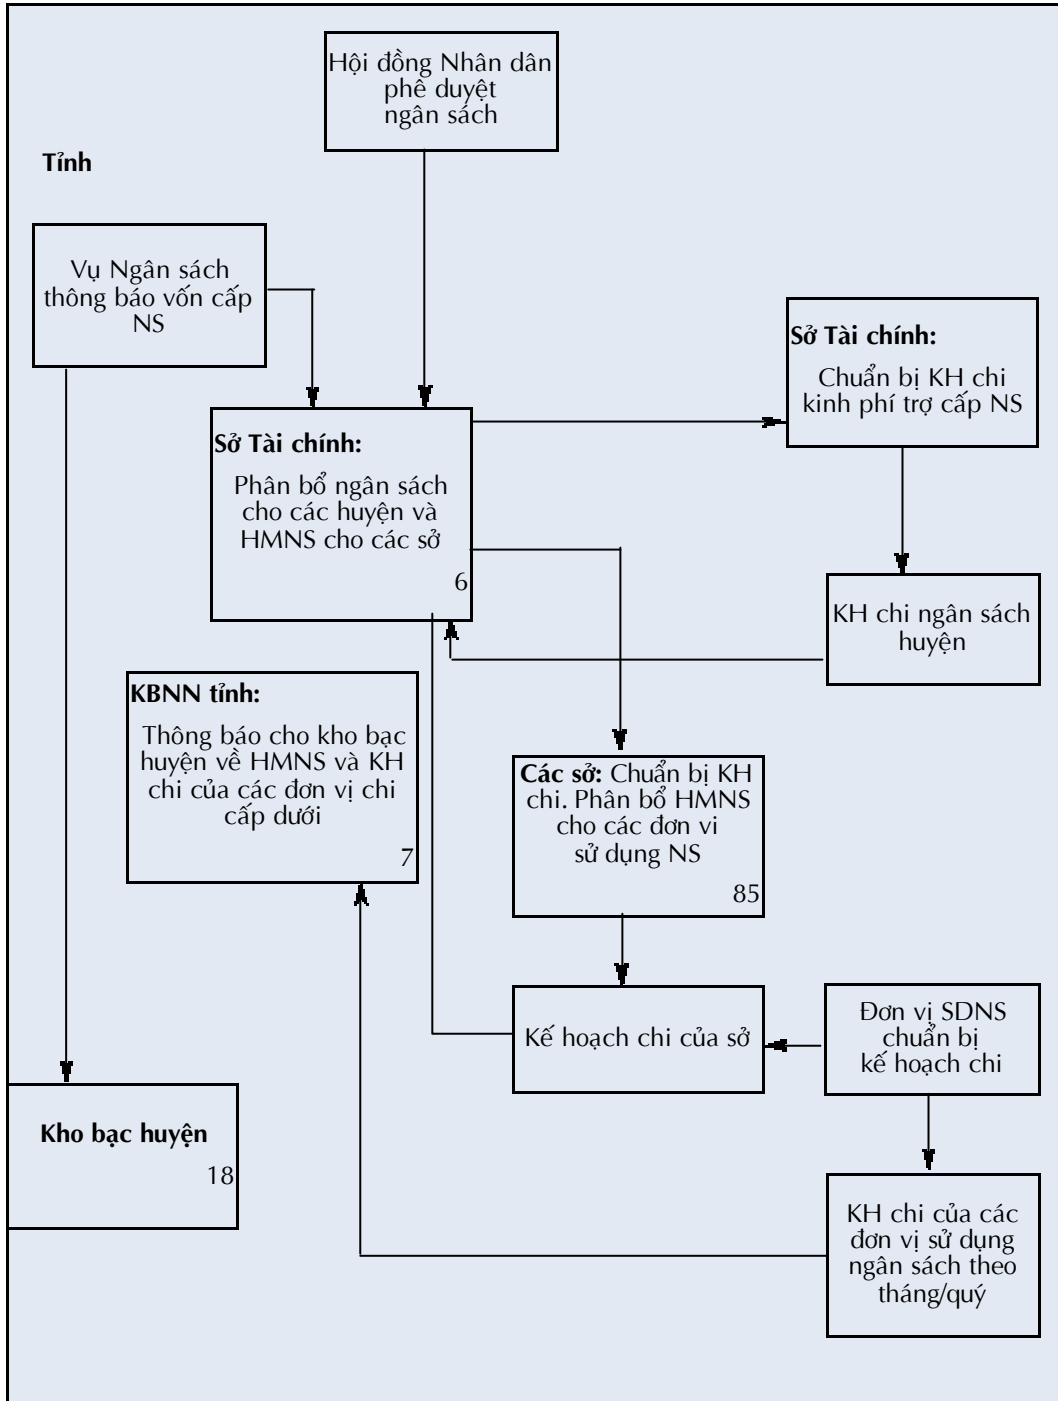 Hội đồng Nhân dân
phê duyệt
ngân sách
Tỉnh
Vụ Ngân sách
thông báo vốn cấp
NS
Sở Tài chính:
Chuẩn bị KH chi
kinh phí trợ cấp NS
Sở Tài chính:
Phân bổ ngân sách
cho các huyện và
HMNS cho các sở
6
KH chi ngân sách
huyện
KBNN tỉnh:
Thông báo cho kho bạc
huyện về HMNS và KH
chi của các đơn vị chi
cấp dưới
7
Các sở: Chuẩn bị KH
chi. Phân bổ HMNS
cho các đơn vi
sử dụng NS
85
Kế hoạch chi của sở
Đơn vị SDNS
chuẩn bị
kế hoạch chi
Kho bạc huyện
18
KH chi của các
đơn vị sử dụng
ngân sách theo
tháng/quý